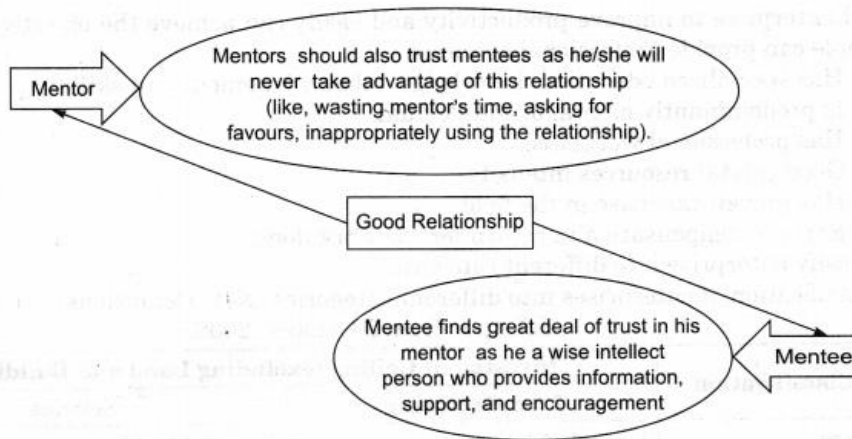 Mentors should also trust mentees as he/she will
never take advantage of this relationship
(like, wasting mentor's time, asking for
favours, inappropriately using the relationship).
Mentor
Good Relationship
Mentee finds great deal of trust in his
mentor as he a wise intellect
person who provides information,
support, and encouragement
Mentee